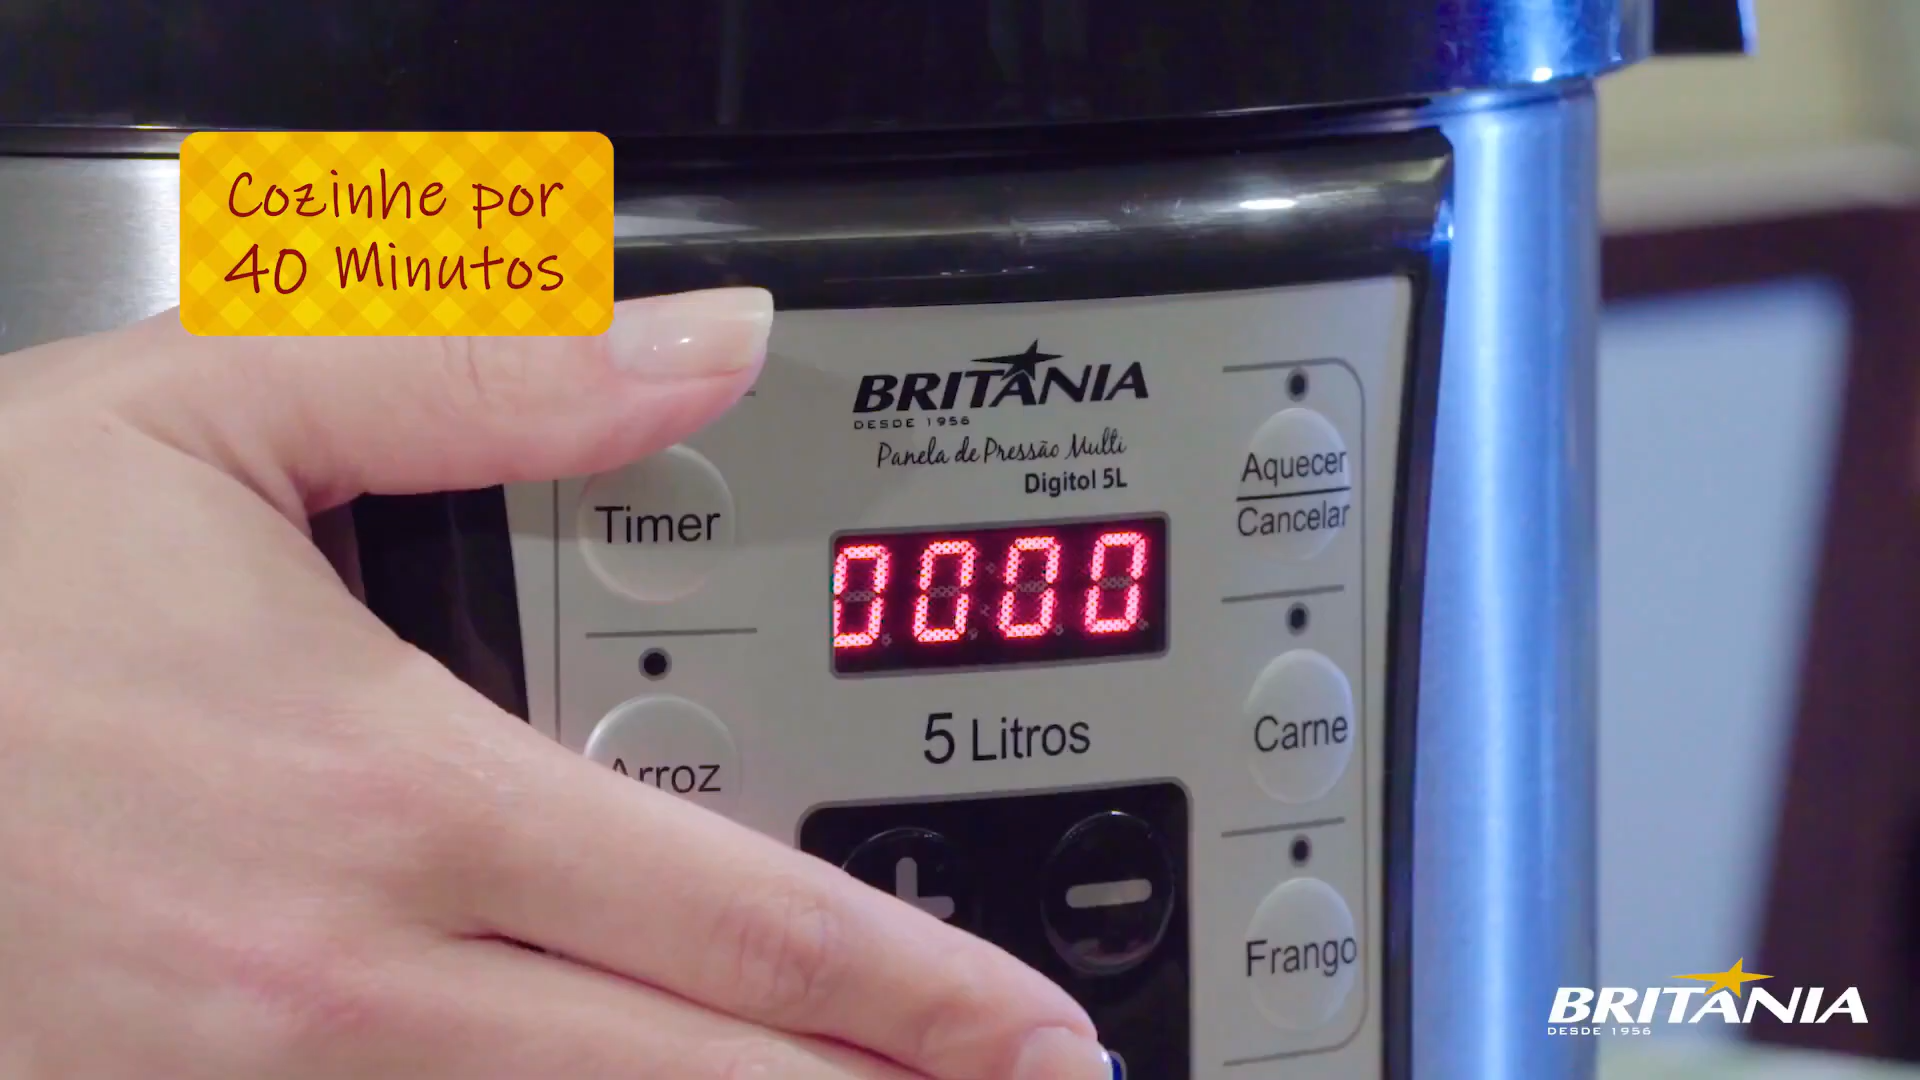 Cozinhe por
40 Minutos
BRITANIA
DESDE 1956
Panela de Pressão Multi
Digitol 5L
Timer
0000
Aquecer
Cancelar
Arroz
5 Litros
Carne
+
-
Frango
BRITANIA
DESDE 1956